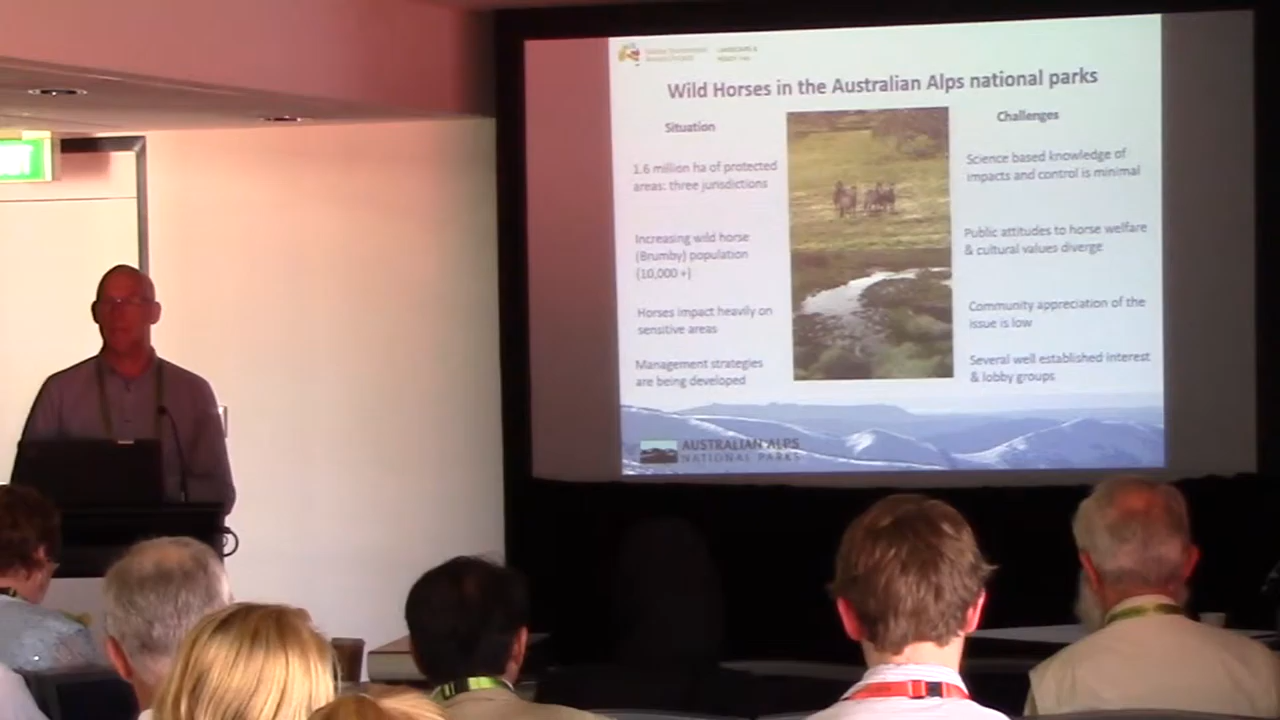 Wild Horses in the Australian Alps national parks
Situation
1.6 million ha of protected
areas: three jurisdictions
Increasing wild horse
(Brumby) population
(10,000 +)
Horses impact heavily on
sensitive areas
Management strategies
are being developed
Challenges
Science based knowledge of
impacts and control is minimal
Public attitudes to horse welfare
& cultural values diverge
Community appreciation of the
issue is low
Several well established interest
& lobby groups
AUSTRALIAN ALPS
NATIONAL PARKS